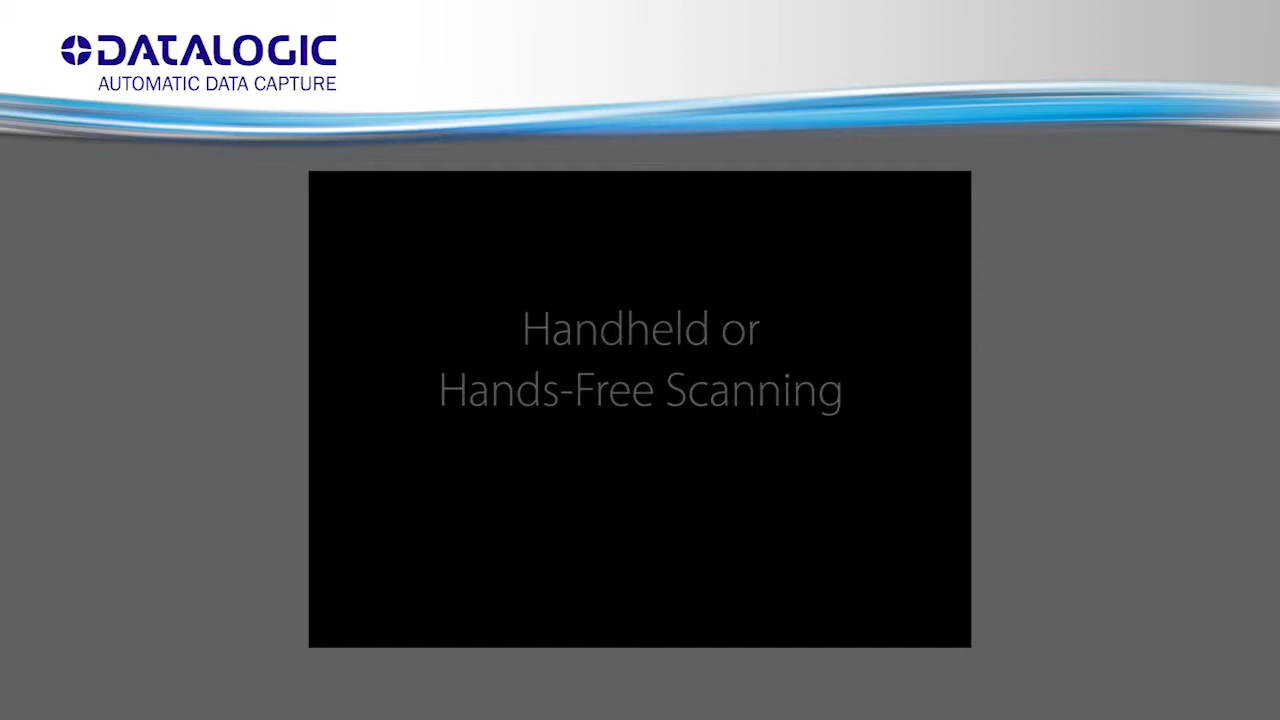 DATALOGIC
AUTOMATIC DATA CAPTURE
Handheld or
Hands-Free Scanning